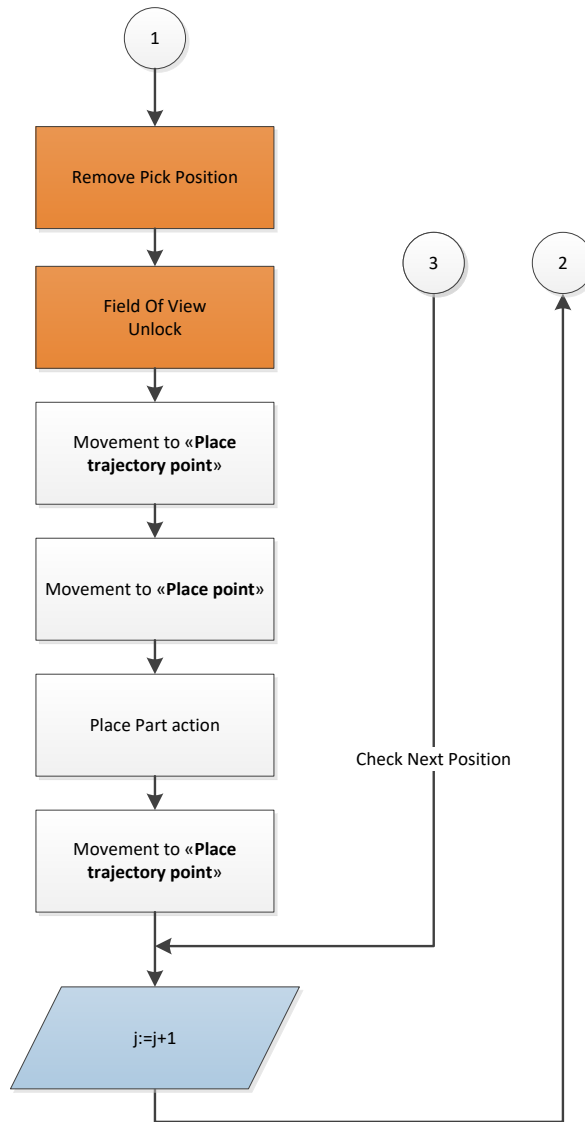 1
Remove Pick Position
3
2
Field Of View
Unlock
Movement to «Place
trajectory point»
Movement to «Place point»
Place Part action
Check Next Position
Movement to «Place
trajectory point»
j:=j+1